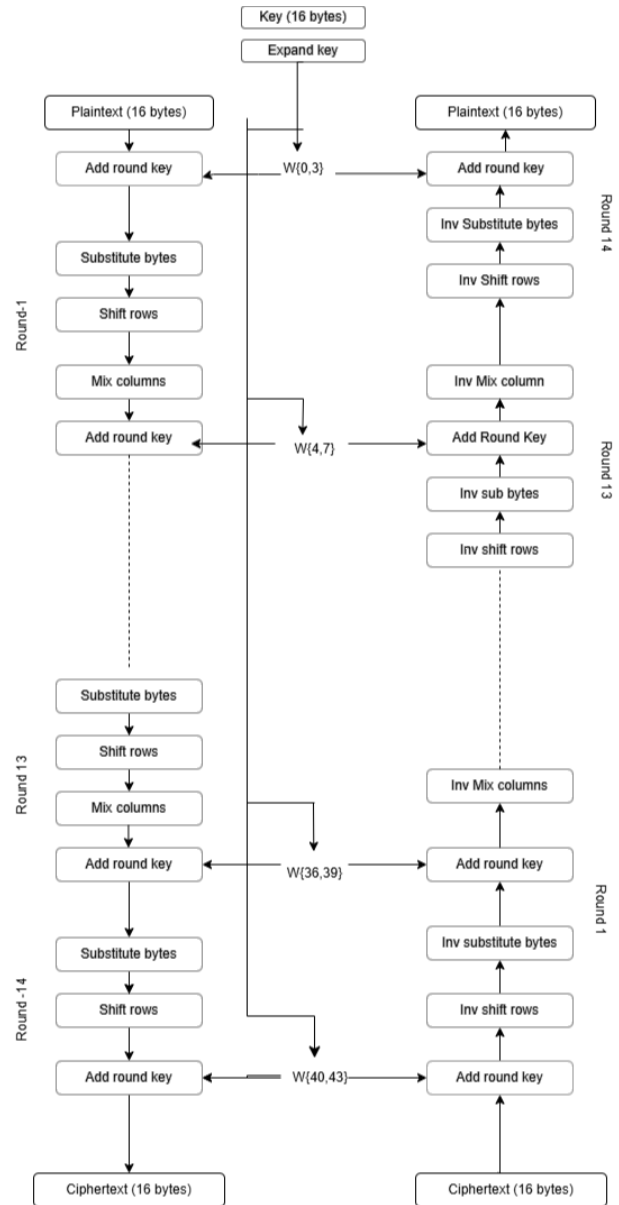 Key (16 bytes)
Expand key
Plaintext (16 bytes)
Add round key
Round-1
Substitute bytes
Shift rows
Mix columns
Add round key
Round 13
Substitute bytes
Shift rows
Mix columns
Add round key
Round -14
Substitute bytes
Shift rows
Add round key
Ciphertext (16 bytes)
W{0,3}
W{4,7}
W{36,39}
W{40,43}
Plaintext (16 bytes)
Add round key
Inv Substitute bytes
Inv Shift rows
Round 14
Inv Mix column
Add Round Key
Inv sub bytes
Inv shift rows
Round 13
Inv Mix columns
Add round key
Inv substitute bytes
Inv shift rows
Round 1
Add round key
Ciphertext (16 bytes)